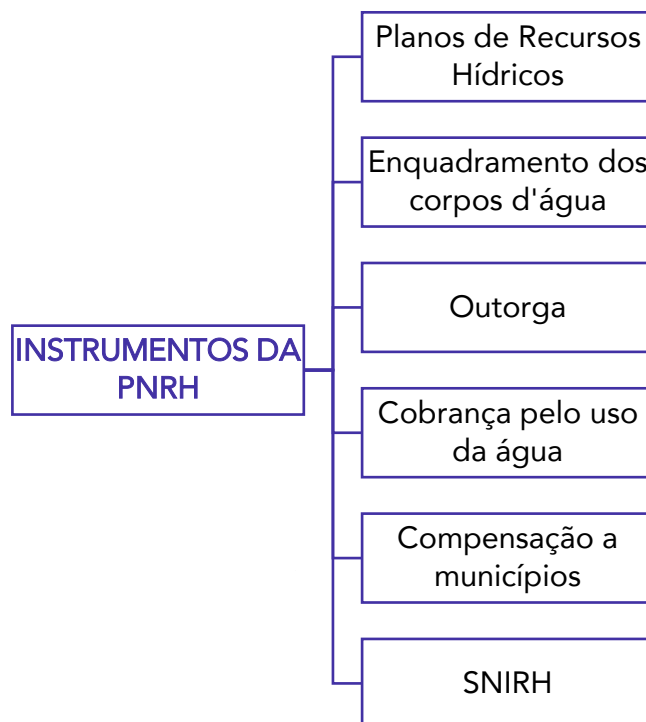 INSTRUMENTOS DA
PNRH
Planos de Recursos
Hídricos
Enquadramento dos
corpos d'água
Outorga
Cobrança pelo uso
da água
Compensação a
municípios
SNIRH